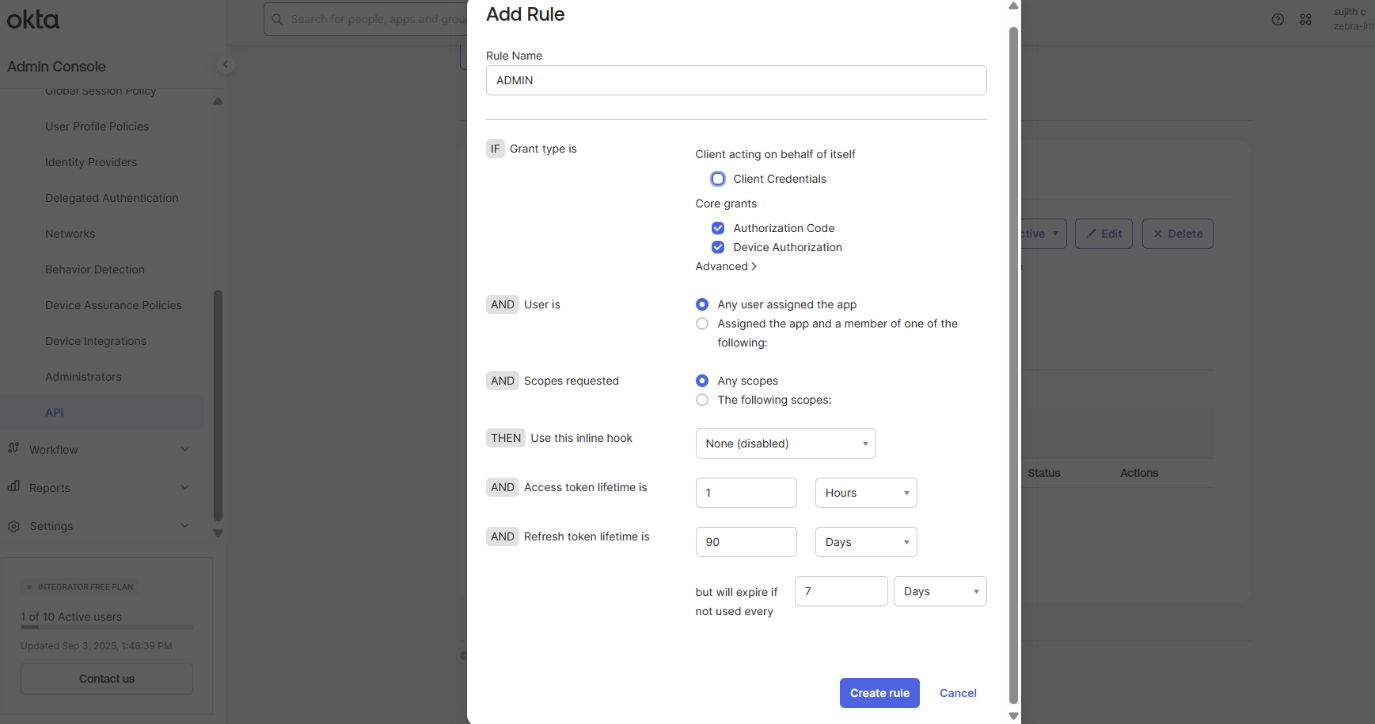 okta
Search for people, apps and grou
sujith c
zebra-int
Admin Console
Global Session Policy
User Profile Policies
Identity Providers
Delegated Authentication
Networks
Behavior Detection
Device Assurance Policies
Device Integrations
Administrators
API
Workflow
Reports
Settings
INTEGRATOR FREE PLAN
1 of 10 Active users
Updated Sep 3, 2025, 1:48:39 PM
Contact us
Add Rule
Rule Name
ADMIN
IF Grant type is
Client acting on behalf of itself
Client Credentials
Core grants
Authorization Code
Device Authorization
Advanced >
AND User is
Any user assigned the app
Assigned the app and a member of one of the
following:
AND Scopes requested
Any scopes
The following scopes:
THEN Use this inline hook
None (disabled)
AND Access token lifetime is
1 Hours
AND Refresh token lifetime is
90 Days
but will expire if
not used every
7 Days
Create rule
Cancel
ctive
Edit
Delete
Status
Actions